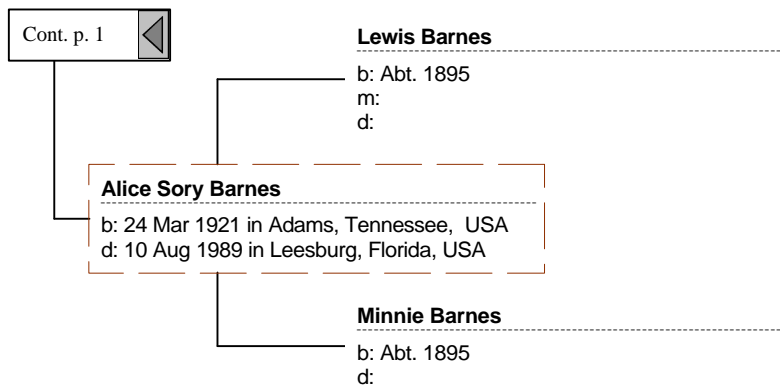 Cont. p. 1
Lewis Barnes
b: Abt. 1895
m:
d:
Alice Sory Barnes
b: 24 Mar 1921 in Adams, Tennessee,  USA
d: 10 Aug 1989 in Leesburg, Florida, USA
Minnie Barnes
b: Abt. 1895
d: